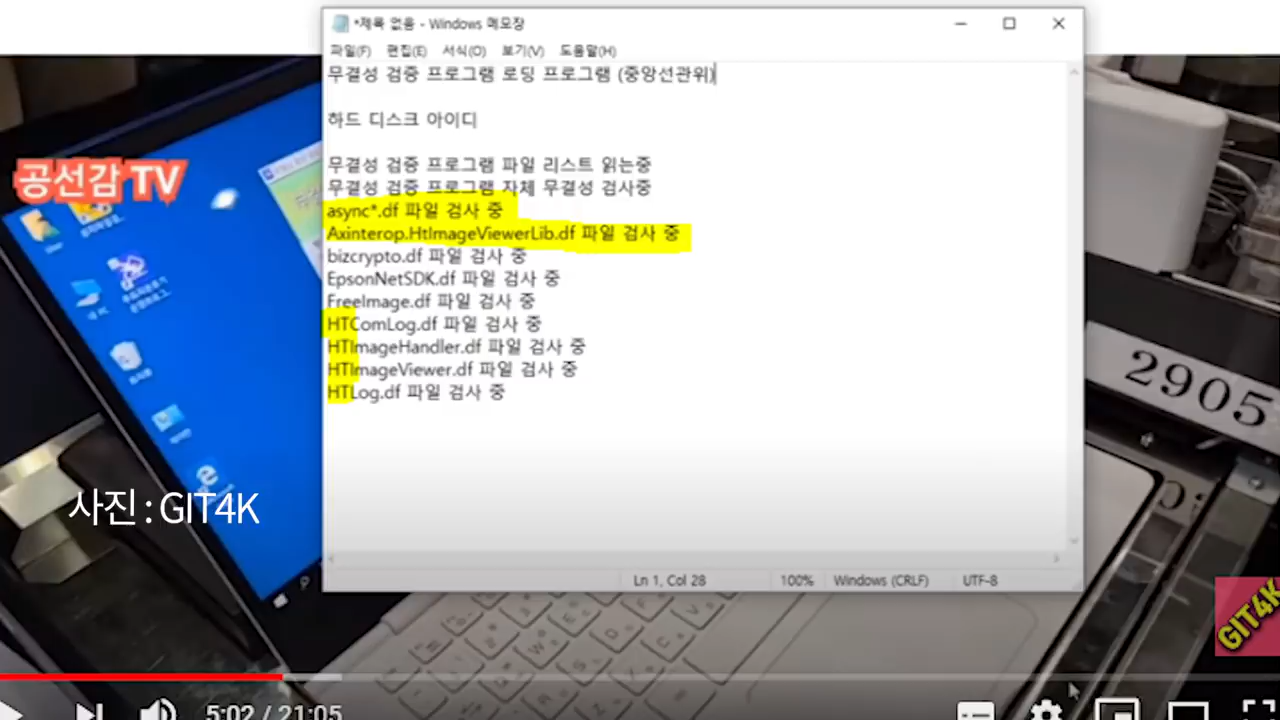 *제목 없음 - Windows 메모장
파일(F) 편집(E) 서식(O) 보기(V) 도움말(H)
무결성 검증 프로그램 로딩 프로그램 (중앙선관위)
하드 디스크 아이디
무결성 검증 프로그램 파일 리스트 읽는중
무결성 검증 프로그램 자체 무결성 검사중
async*.df 파일 검사 중
Axinterop.HtImageViewerLib.df 파일 검사 중
bizcrypto.df 파일 검사 중
EpsonNetSDK.df 파일 검사 중
FreeImage.df 파일 검사 중
HTComLog.df 파일 검사 중
HTImageHandler.df 파일 검사 중
HTImageViewer.df 파일 검사 중
HTLog.df 파일 검사 중
Ln 1, Col 28 100% Windows (CRLF) UTF-8
공선감 TV
사진 : GIT4K
2905
GIT4K
5:02 / 21:05